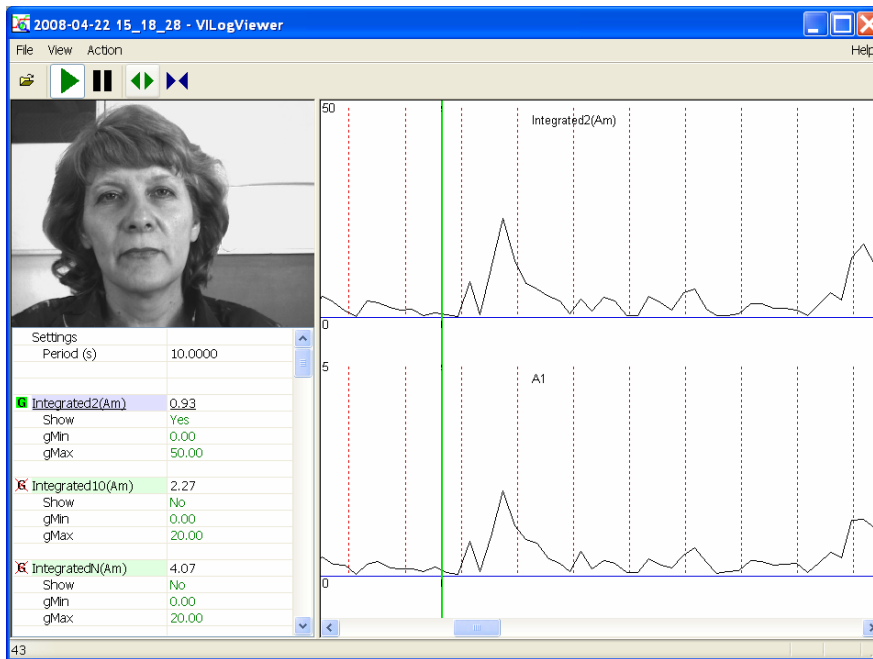 2008-04-22 15_18_28 - VILogViewer
File View Action Help
50
Integrated2(Am)
0
Settings
Period (s) 10.0000
5
A1
G Integrated2(Am) 0.93
Show Yes
gMin 0.00
gMax 50.00
G Integrated10(Am) 2.27
Show No
gMin 0.00
gMax 20.00
G IntegratedN(Am) 4.07
Show No
gMin 0.00
gMax 20.00
0
43